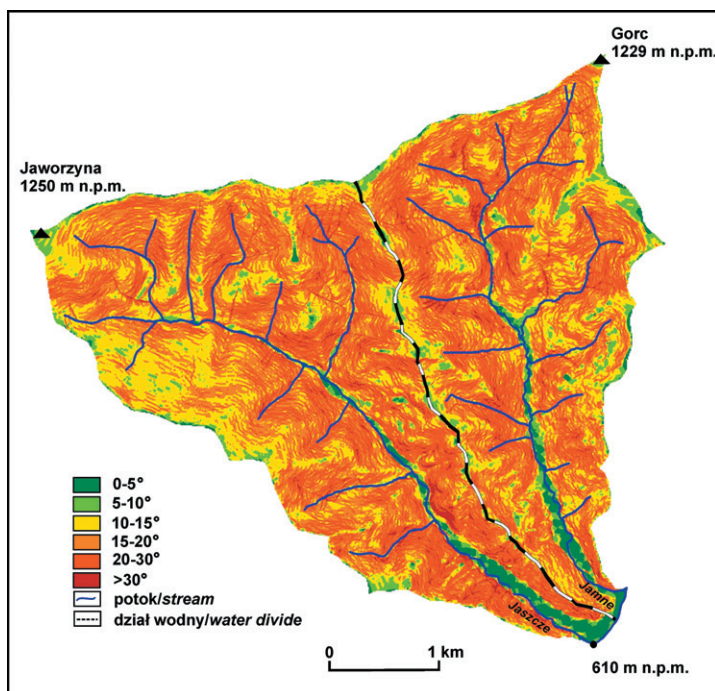 Gorc
1229 m n.p.m.
Jaworzyna
1250 m n.p.m.
0-5°
5-10°
10-15°
15-20°
20-30°
>30°
potok/stream
dział wodny/water divide
Jaszcze
Jamne
0 1 km
610 m n.p.m.